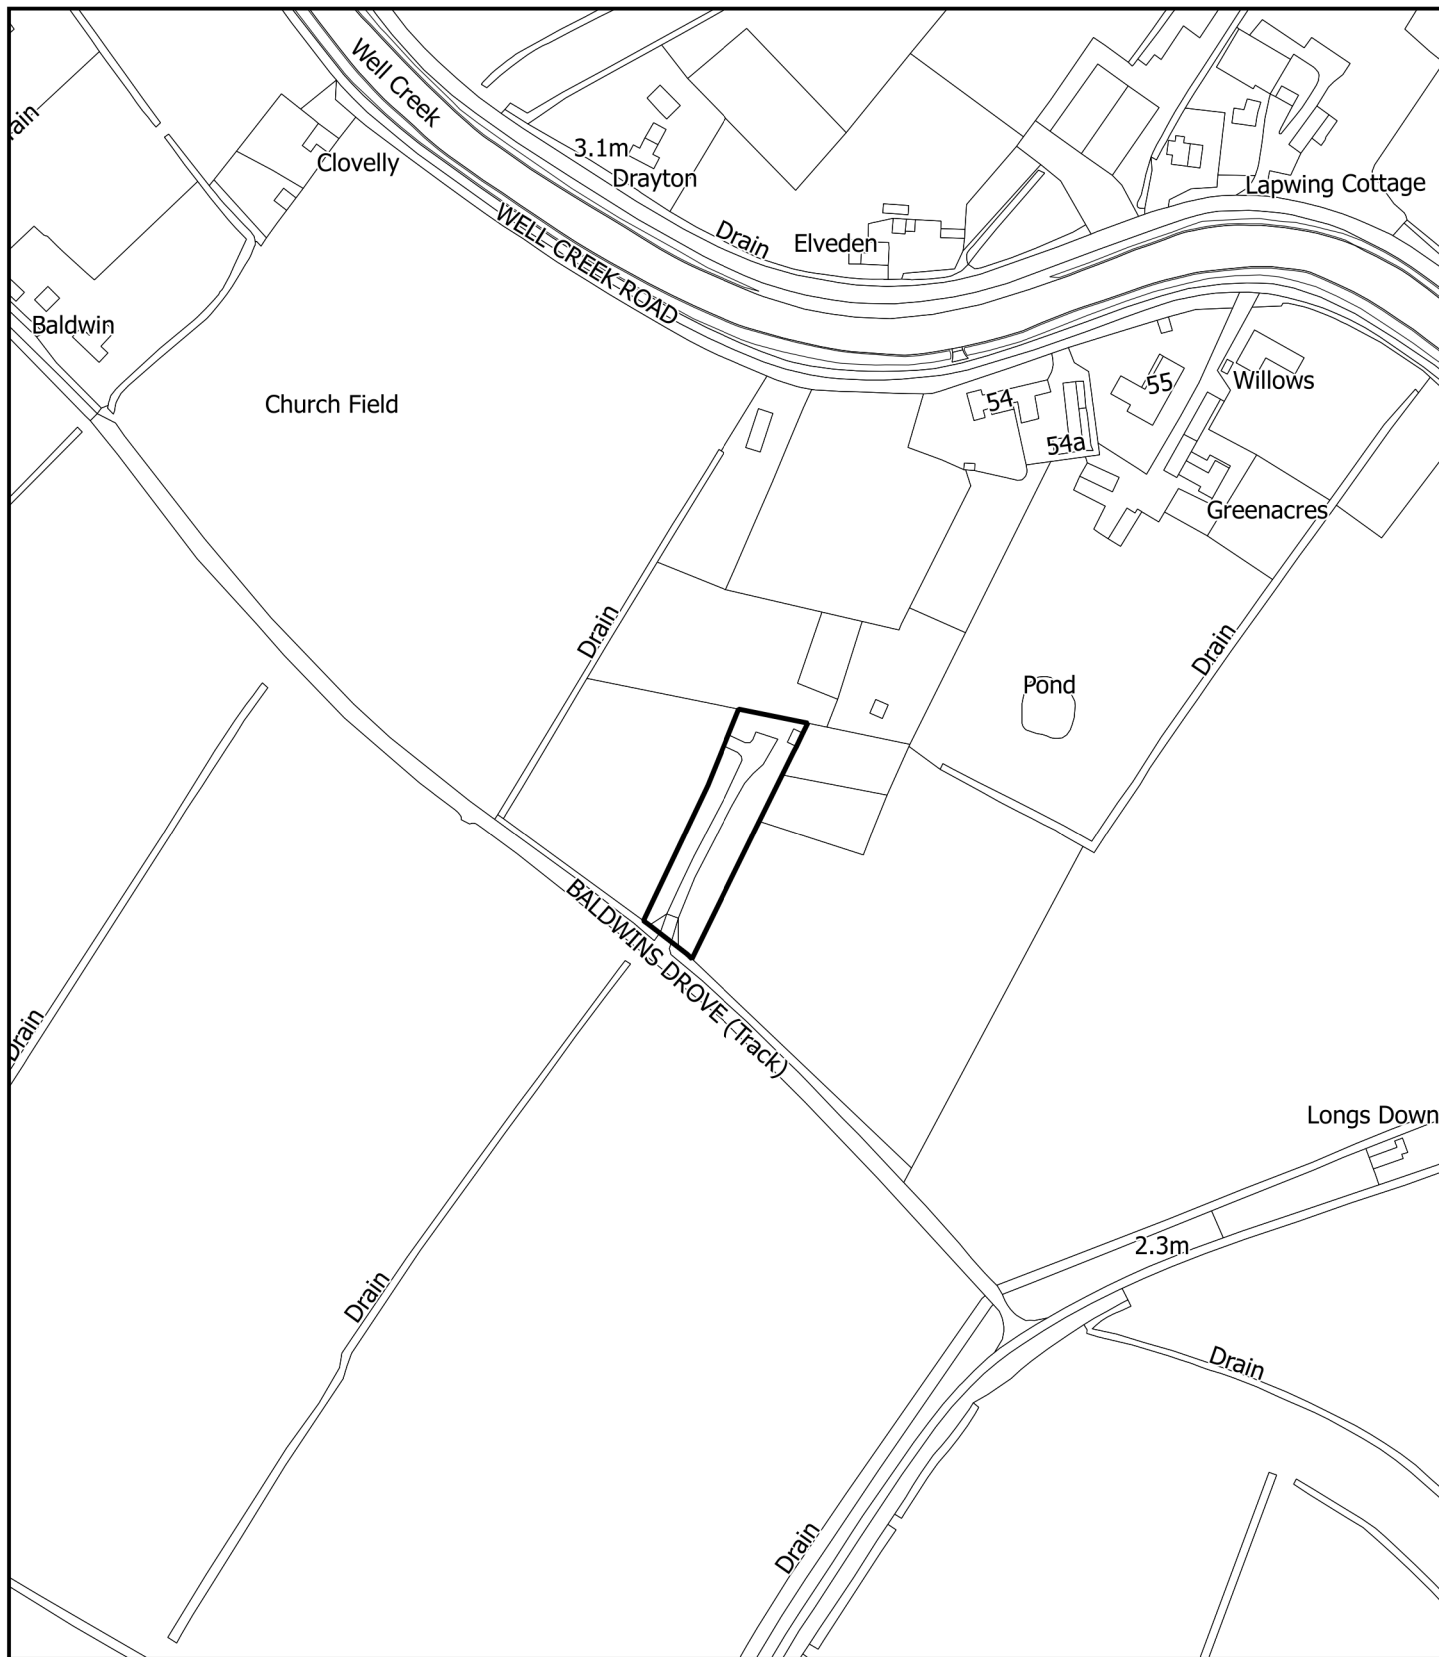 Well Creek
rain
Clovelly
3.1m
Drayton
Lapwing Cottage
WELL CREEK ROAD
Drain
Elveden
Baldwin
Church Field
54
55
Willows
54a
Greenacres
Drain
Drain
Pond
BALDWINS DROVE (Track)
Drain
Longs Down
2.3m
Drain
Drain
Drain